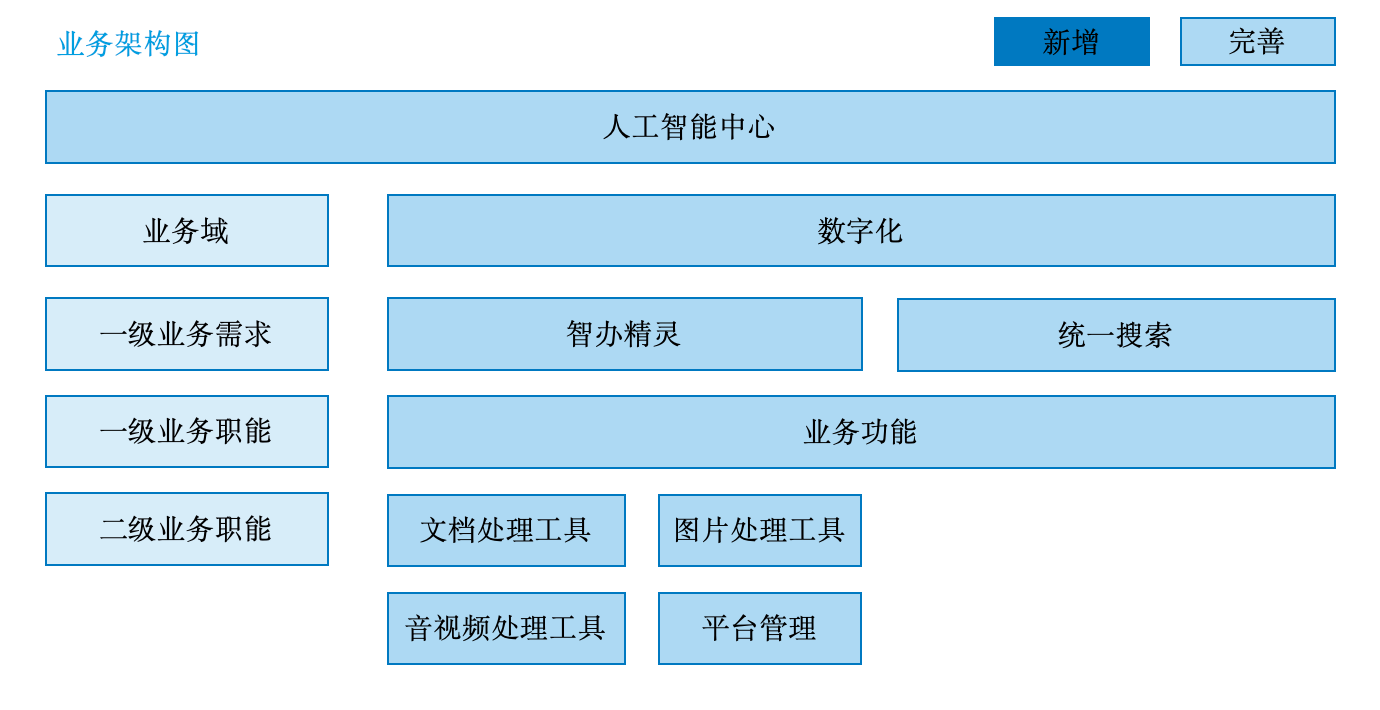 业务架构图
新增
完善
人工智能中心
业务域
数字化
一级业务需求
智办精灵
统一搜索
一级业务职能
业务功能
二级业务职能
文档处理工具
图片处理工具
音视频处理工具
平台管理